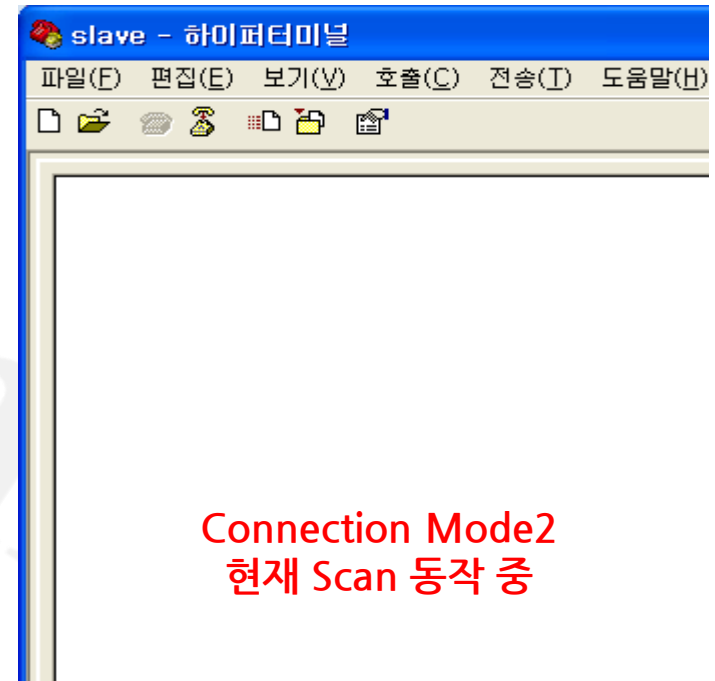 slave - 하이퍼터미널
파일(F) 편집(E) 보기(V) 호출(C) 전송(T) 도움말(H)
Connection Mode2
현재 Scan 동작 중